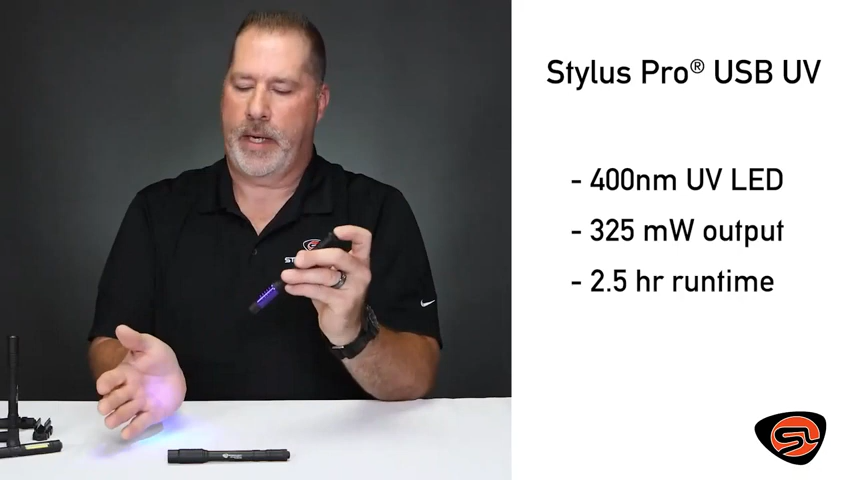 Stylus Pro® USB UV
- 400nm UV LED
- 325 mW output
- 2.5 hr runtime